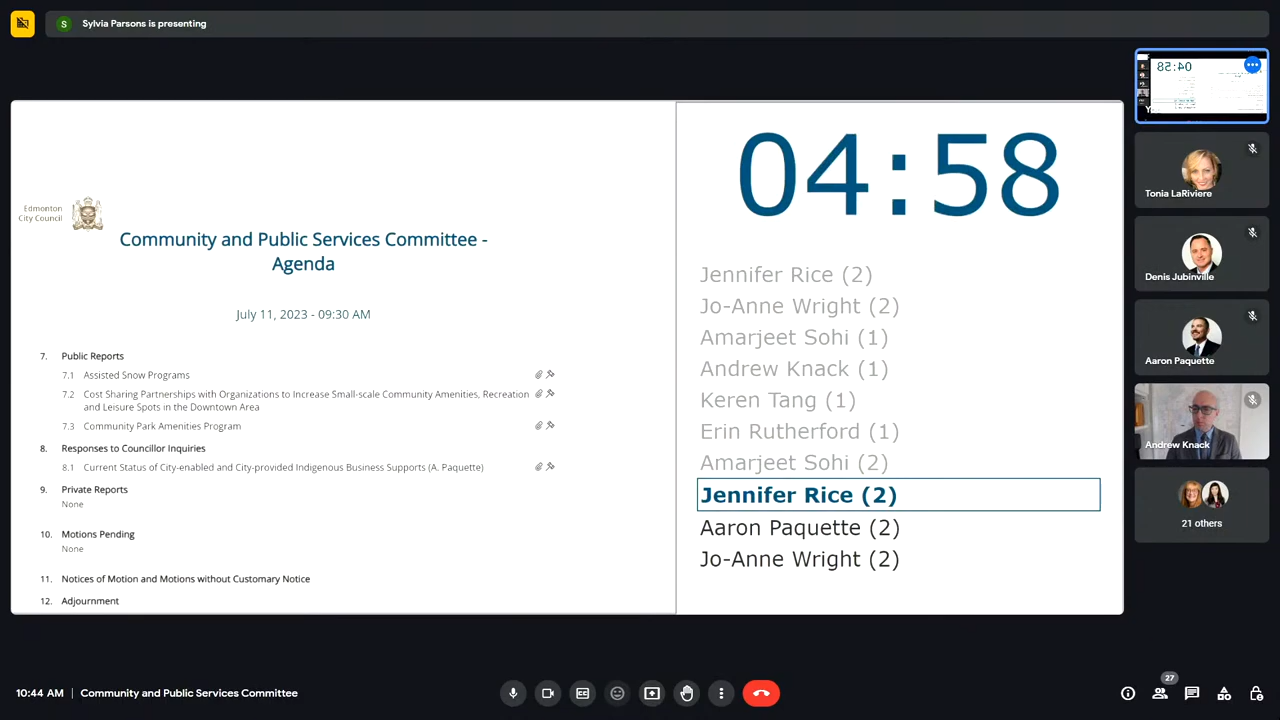 S Sylvia Parsons is presenting
Edmonton
City Council
Community and Public Services Committee -
Agenda
July 11, 2023 - 09:30 AM
7. Public Reports
7.1 Assisted Snow Programs
7.2 Cost Sharing Partnerships with Organizations to Increase Small-scale Community Amenities, Recreation
and Leisure Spots in the Downtown Area
7.3 Community Park Amenities Program
8. Responses to Councillor Inquiries
8.1 Current Status of City-enabled and City-provided Indigenous Business Supports (A. Paquette)
9. Private Reports
None
10. Motions Pending
None
11. Notices of Motion and Motions without Customary Notice
12. Adjournment
04:58
Jennifer Rice (2)
Jo-Anne Wright (2)
Amarjeet Sohi (1)
Andrew Knack (1)
Keren Tang (1)
Erin Rutherford (1)
Amarjeet Sohi (2)
Jennifer Rice (2)
Aaron Paquette (2)
Jo-Anne Wright (2)
04:58
Tonia LaRiviere
Denis Jubinville
Aaron Paquette
Andrew Knack
21 others
10:44 AM | Community and Public Services Committee
27